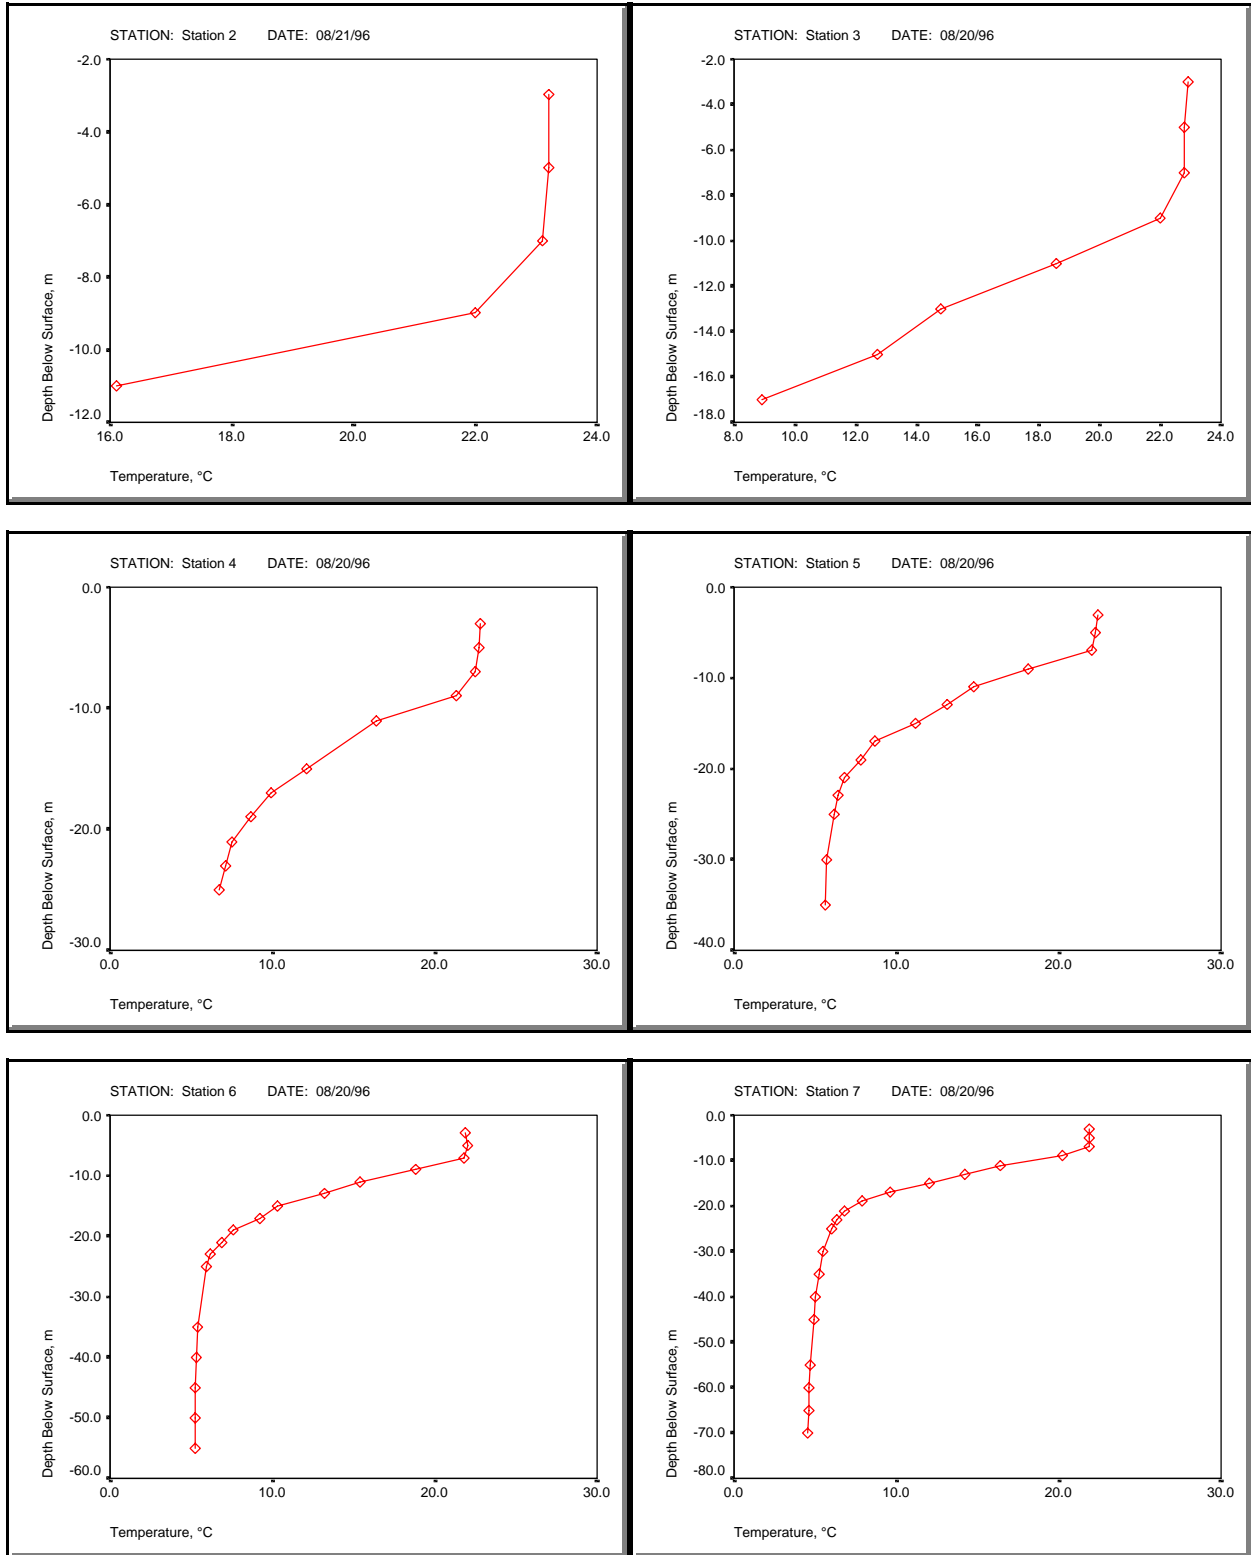 STATION: Station 2 DATE: 08/21/96
-2.0
-4.0
-6.0
-8.0
-10.0
-12.0
Depth Below Surface, m
16.0 18.0 20.0 22.0 24.0
Temperature, °C
STATION: Station 3 DATE: 08/20/96
-2.0
-4.0
-6.0
-8.0
-10.0
-12.0
-14.0
-16.0
-18.0
Depth Below Surface, m
8.0 10.0 12.0 14.0 16.0 18.0 20.0 22.0 24.0
Temperature, °C
STATION: Station 4 DATE: 08/20/96
0.0
-10.0
-20.0
-30.0
Depth Below Surface, m
0.0 10.0 20.0 30.0
Temperature, °C
STATION: Station 5 DATE: 08/20/96
0.0
-10.0
-20.0
-30.0
-40.0
Depth Below Surface, m
0.0 10.0 20.0 30.0
Temperature, °C
STATION: Station 6 DATE: 08/20/96
0.0
-10.0
-20.0
-30.0
-40.0
-50.0
-60.0
Depth Below Surface, m
0.0 10.0 20.0 30.0
Temperature, °C
STATION: Station 7 DATE: 08/20/96
0.0
-10.0
-20.0
-30.0
-40.0
-50.0
-60.0
-70.0
-80.0
Depth Below Surface, m
0.0 10.0 20.0 30.0
Temperature, °C